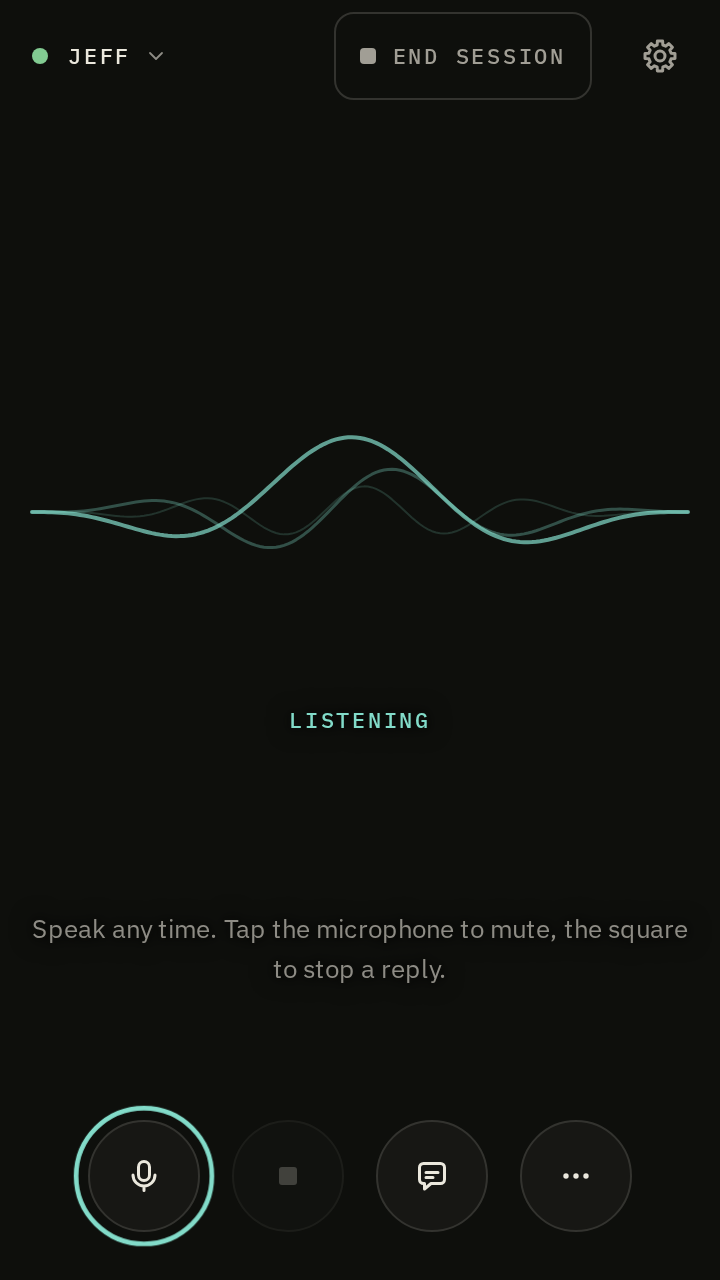 JEFF
END SESSION
LISTENING
Speak any time. Tap the microphone to mute, the square
to stop a reply.